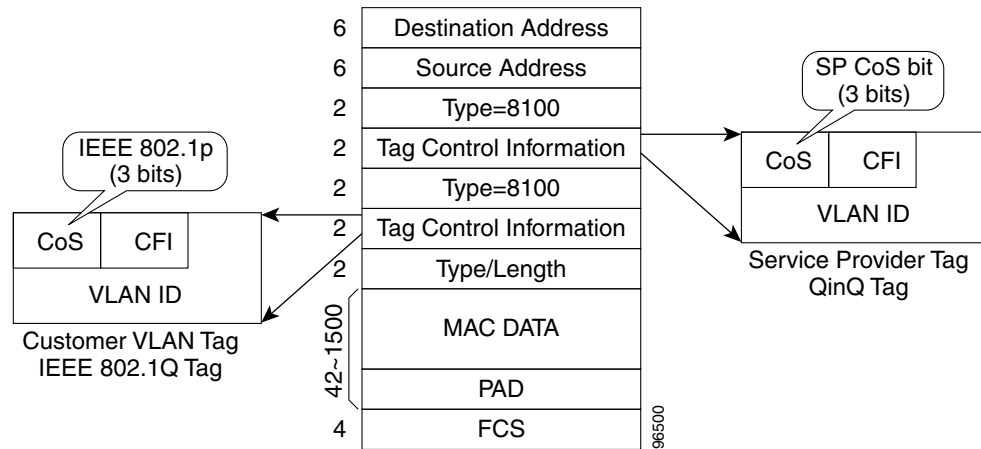 6 Destination Address
6 Source Address
2 Type=8100
2 Tag Control Information
2 Type=8100
2 Tag Control Information
2 Type/Length
42~1500
MAC DATA
PAD
4 FCS
96500
IEEE 802.1p
(3 bits)
CoS CFI
VLAN ID
Customer VLAN Tag
IEEE 802.1Q Tag
SP CoS bit
(3 bits)
CoS CFI
VLAN ID
Service Provider Tag
QinQ Tag